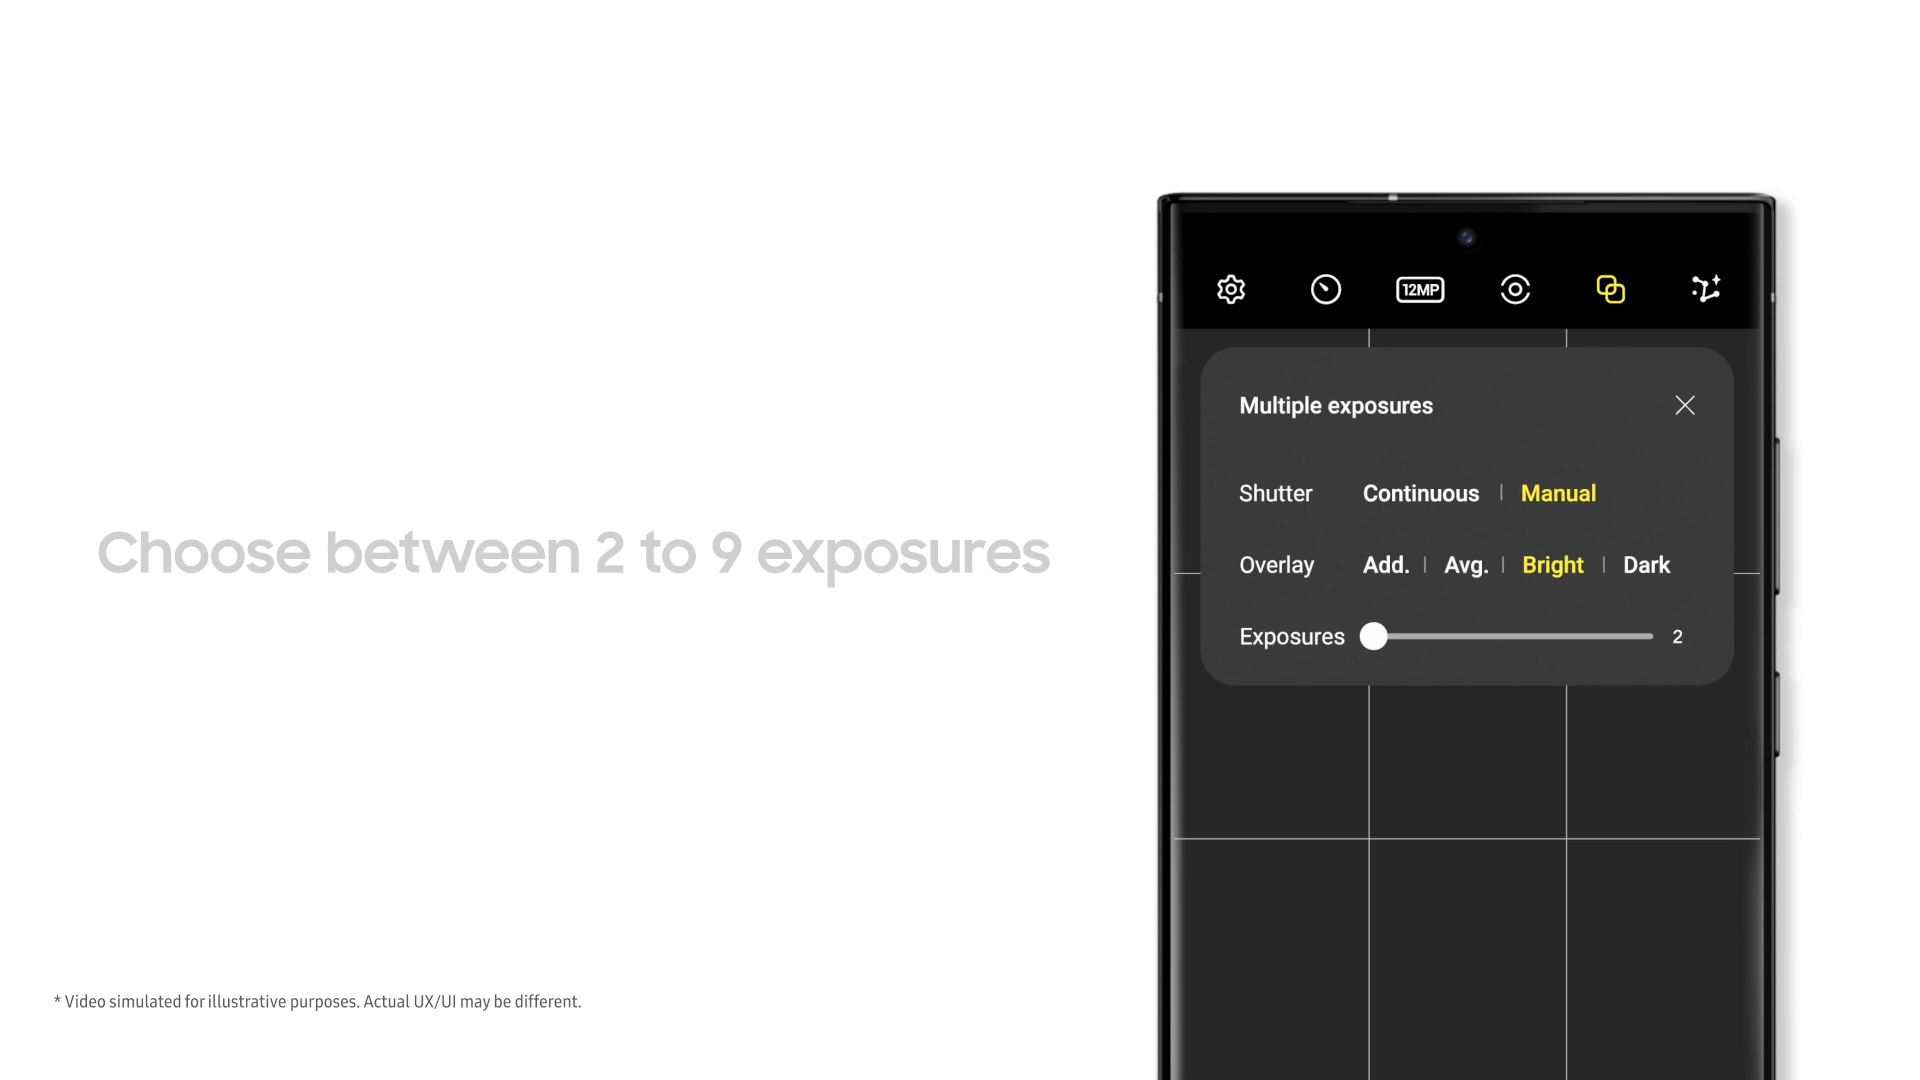 12MP
Multiple exposures
Shutter Continuous | Manual
Overlay Add. | Avg. | Bright | Dark
Exposures 2
Choose between 2 to 9 exposures
* Video simulated for illustrative purposes. Actual UX/UI may be different.